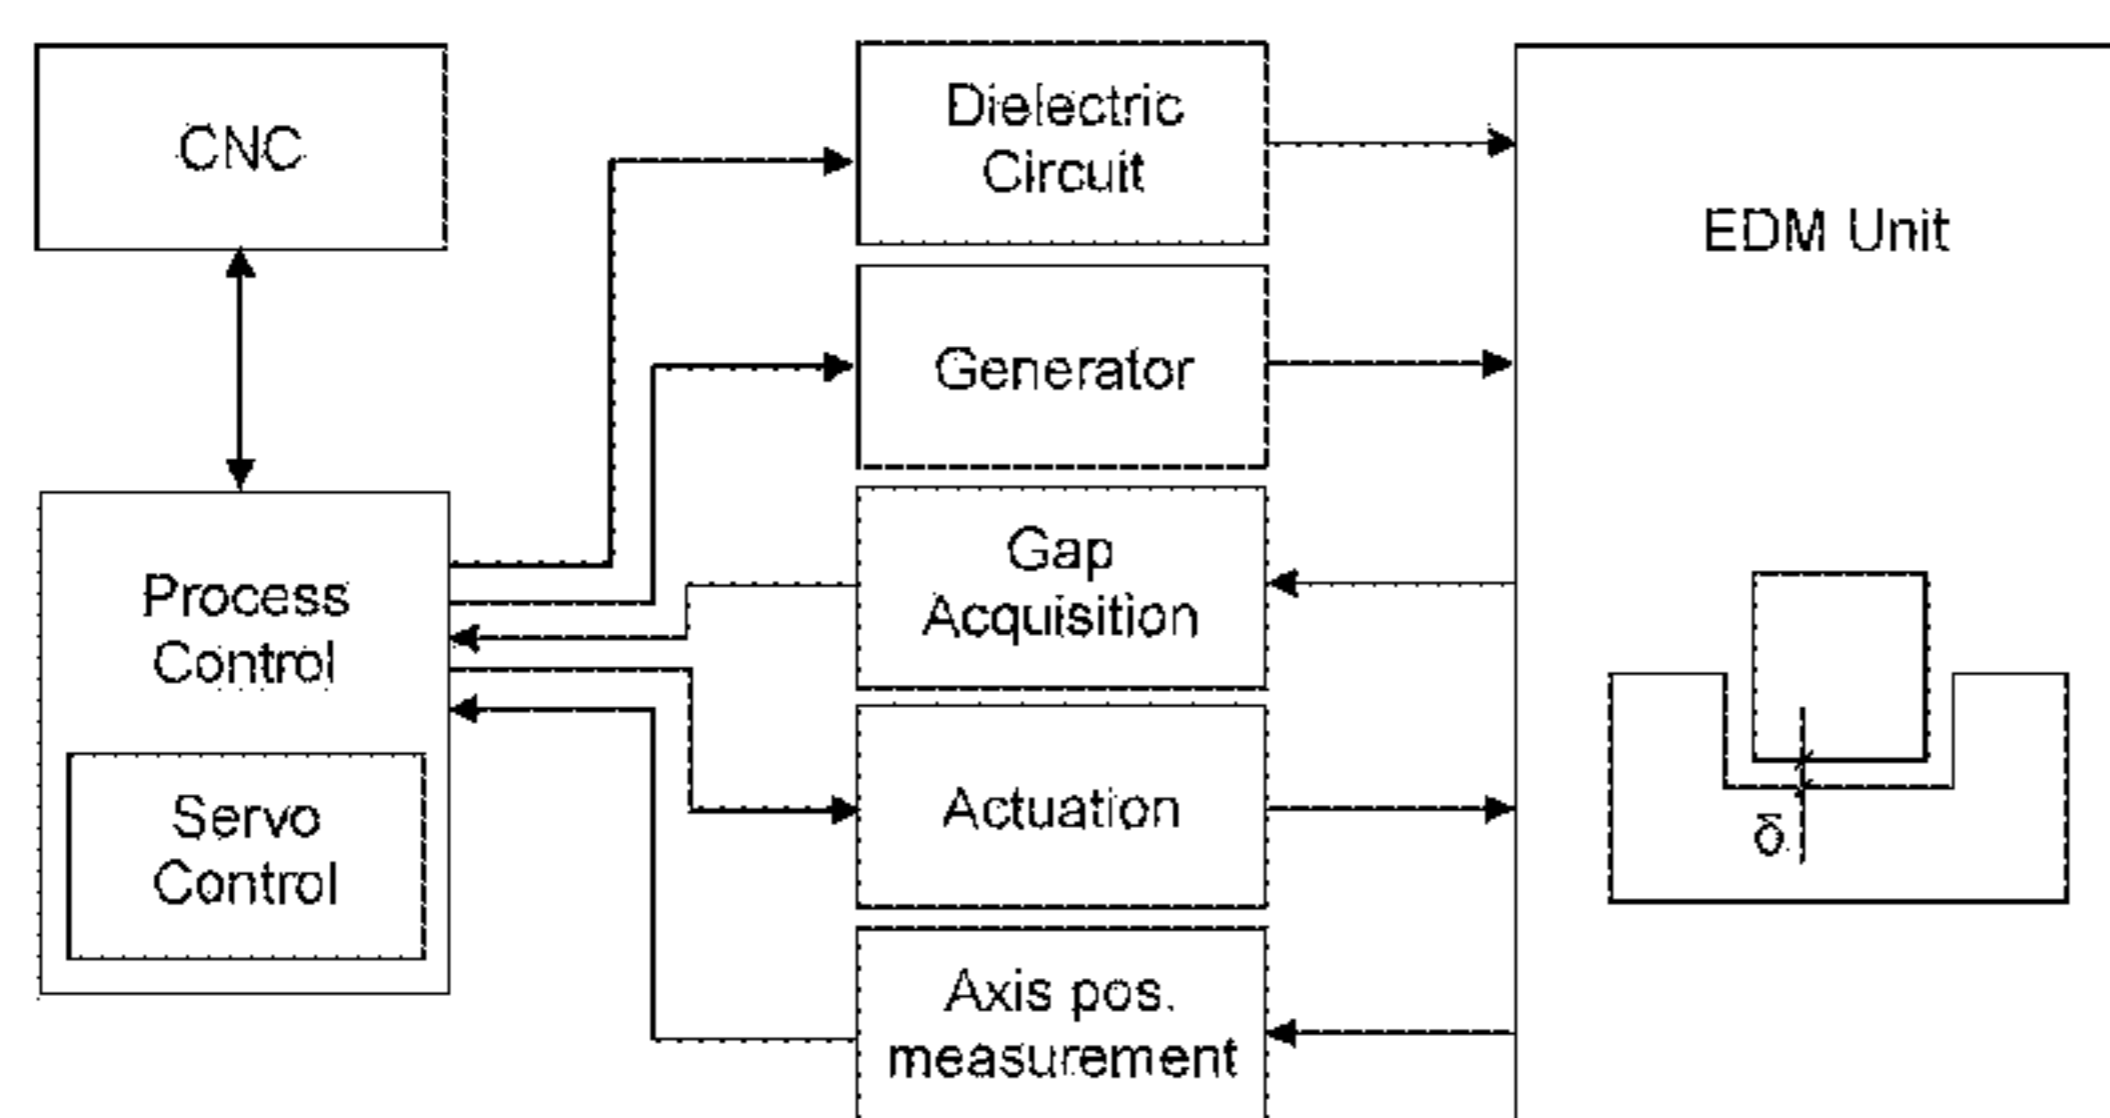 CNC
Process
Control
Servo
Control
Dielectric
Circuit
Generator
Gap
Acquisition
Actuation
Axis pos.
measurement
EDM Unit
δ